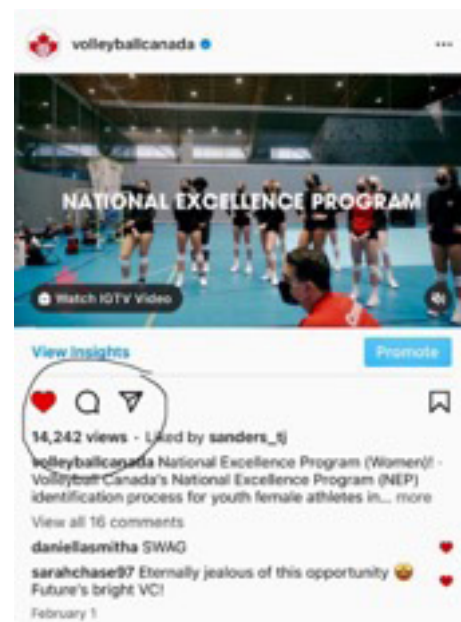 volleyballcanada
NATIONAL EXCELLENCE PROGRAM
Watch IGTV Video
View Insights
Promote
14,242 views - Liked by sanders_tj
volleyballcanada National Excellence Program (Women)! -
Volleyball Canada's National Excellence Program (NEP)
identification process for youth female athletes in... more
View all 16 comments
daniellasmitha SWAG
sarahchase97 Eternally jealous of this opportunity 🤩
Future's bright VC!
February 1